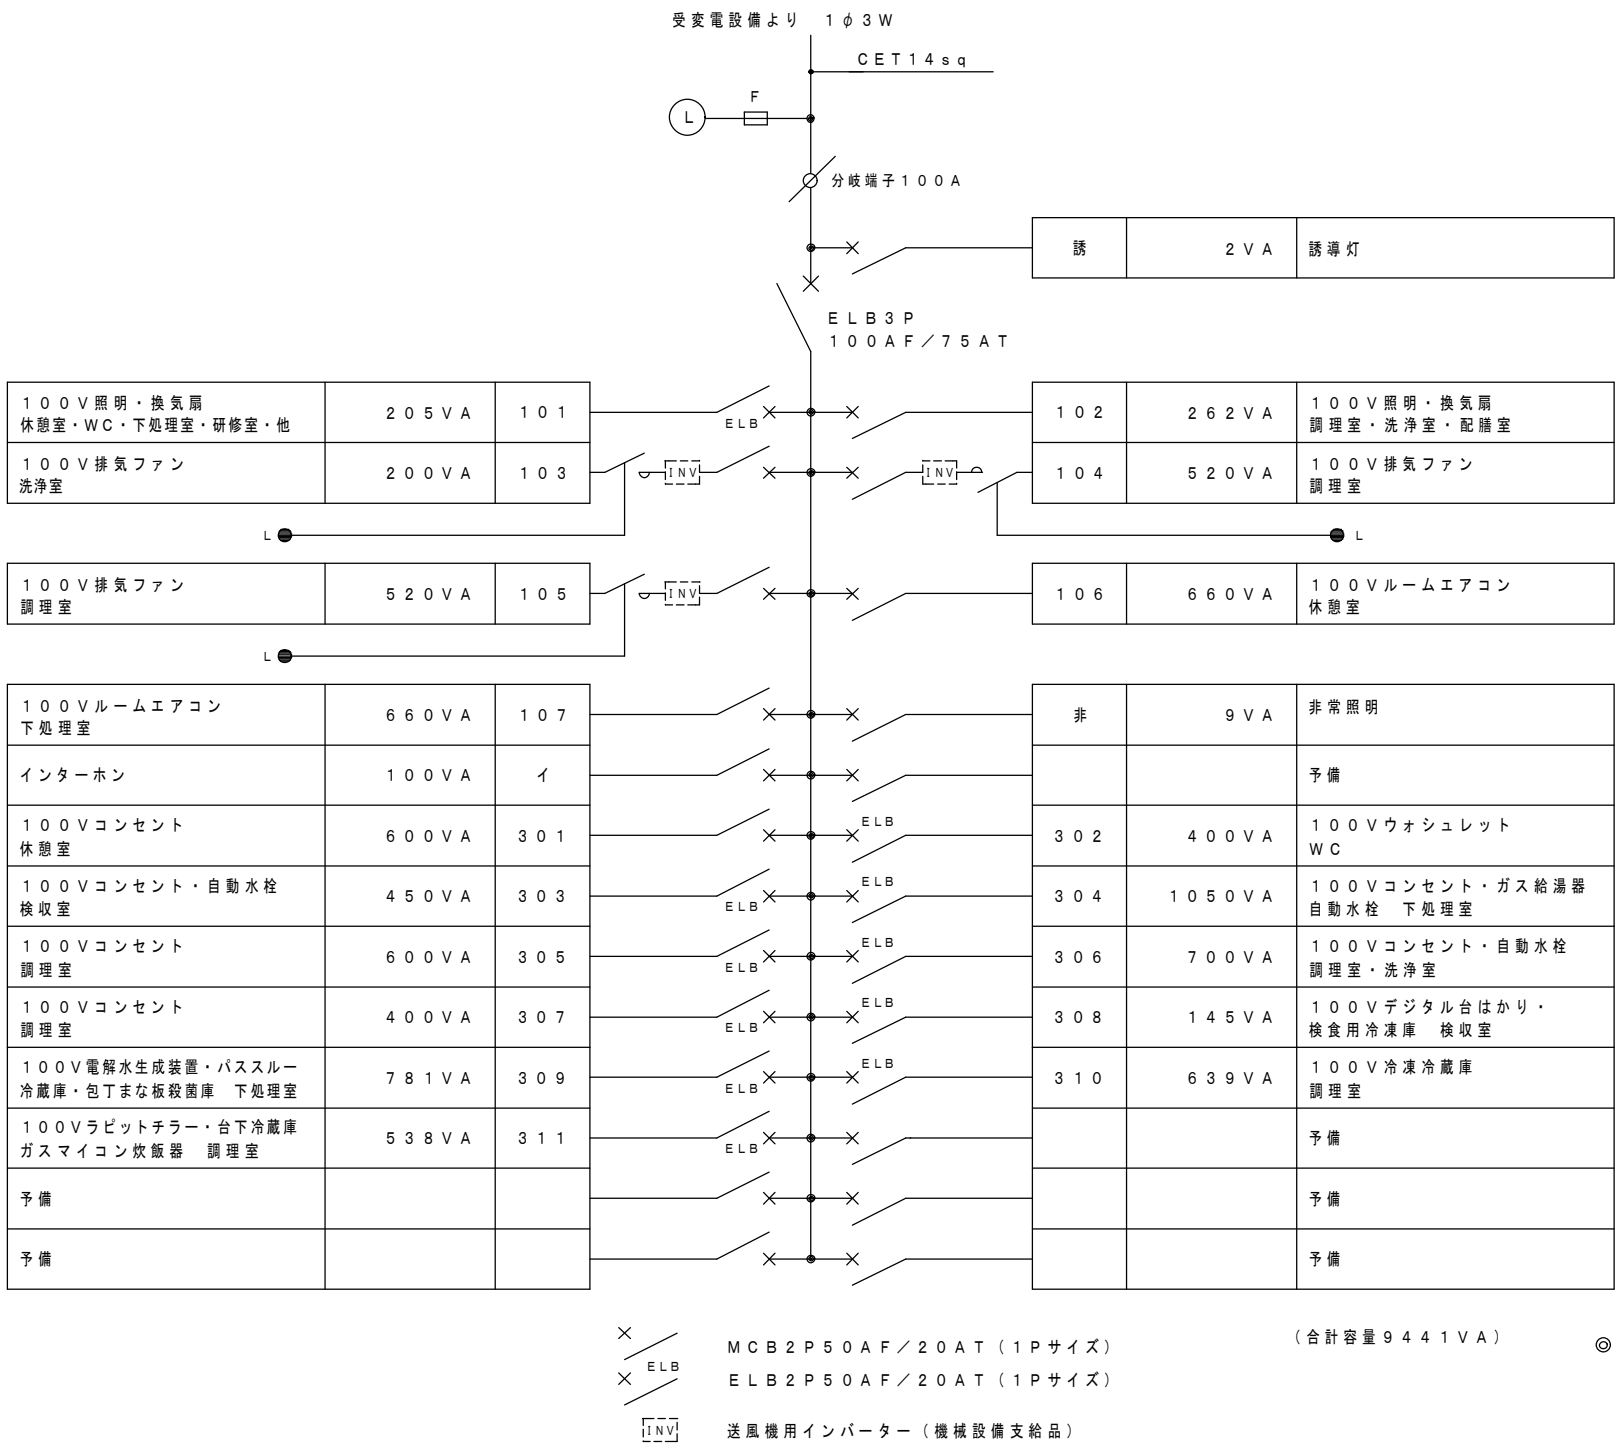 受変電設備より　1φ3W
CET14sq
F
L
分岐端子100A
誘 2VA 誘導灯
ELB3P
100AF／75AT
100V照明・換気扇
休憩室・WC・下処理室・研修室・他
205VA 101
ELB
102 262VA
100V照明・換気扇
調理室・洗浄室・配膳室
100V排気ファン
洗浄室
200VA 103
INV
INV
104 520VA
100V排気ファン
調理室
L
L
100V排気ファン
調理室
520VA 105
INV
106 660VA
100Vルームエアコン
休憩室
L
100Vルームエアコン
下処理室
660VA 107
非 9VA 非常照明
インターホン 100VA イ
予備
100Vコンセント
休憩室
600VA 301
ELB
302 400VA
100Vウォシュレット
WC
100Vコンセント・自動水栓
検収室
450VA 303
ELB
ELB
304 1050VA
100Vコンセント・ガス給湯器
自動水栓　下処理室
100Vコンセント
調理室
600VA 305
ELB
ELB
306 700VA
100Vコンセント・自動水栓
調理室・洗浄室
100Vコンセント
調理室
400VA 307
ELB
ELB
308 145VA
100Vデジタル台はかり・
検食用冷凍庫　検収室
100V電解水生成装置・パススルー
冷蔵庫・包丁まな板殺菌庫　下処理室
781VA 309
ELB
ELB
310 639VA
100V冷凍冷蔵庫
調理室
100Vラピットチラー・台下冷蔵庫
ガスマイコン炊飯器　調理室
538VA 311
ELB
予備
予備
予備
予備
予備
MCB2P50AF／20AT（1Pサイズ）
ELB
ELB2P50AF／20AT（1Pサイズ）
INV 送風機用インバーター（機械設備支給品）
（合計容量9441VA）